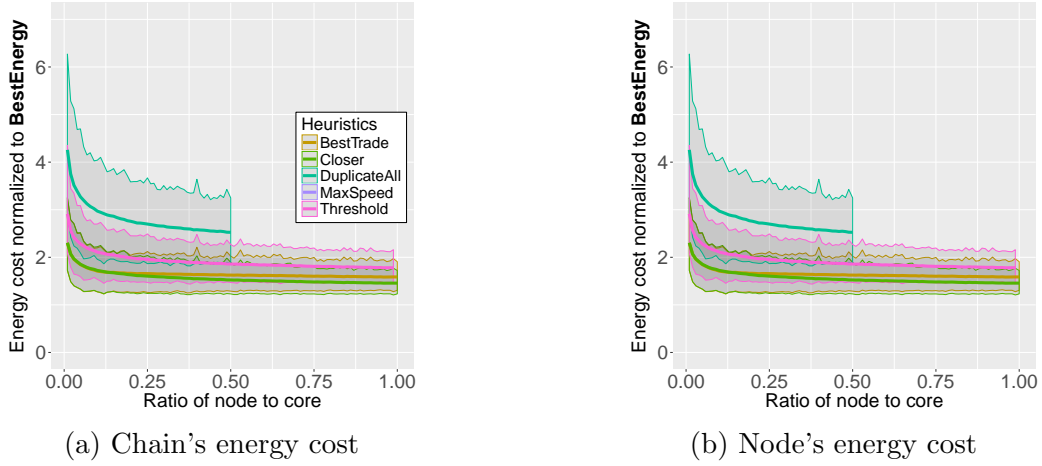 Energy cost normalized to BestEnergy
6
4
2
0
Heuristics
BestTrade
Closer
DuplicateAll
MaxSpeed
Threshold
0.00 0.25 0.50 0.75 1.00
Ratio of node to core
(a) Chain's energy cost
Energy cost normalized to BestEnergy
6
4
2
0
0.00 0.25 0.50 0.75 1.00
Ratio of node to core
(b) Node's energy cost